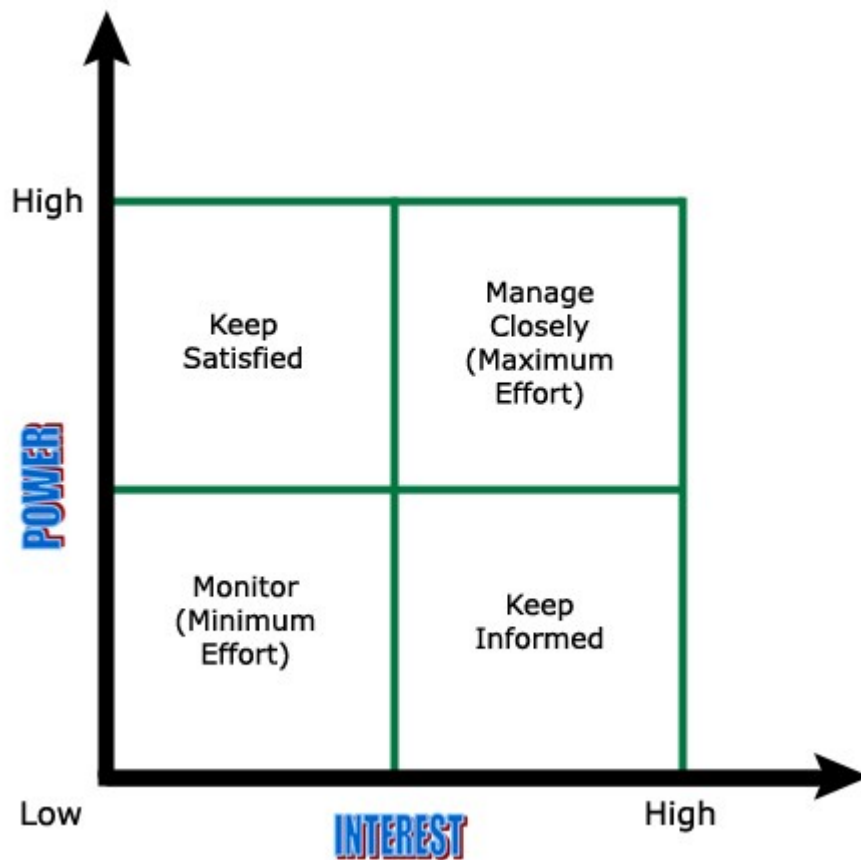 High
Keep
Satisfied
Manage
Closely
(Maximum
Effort)
POWER
Monitor
(Minimum
Effort)
Keep
Informed
Low
INTEREST
High